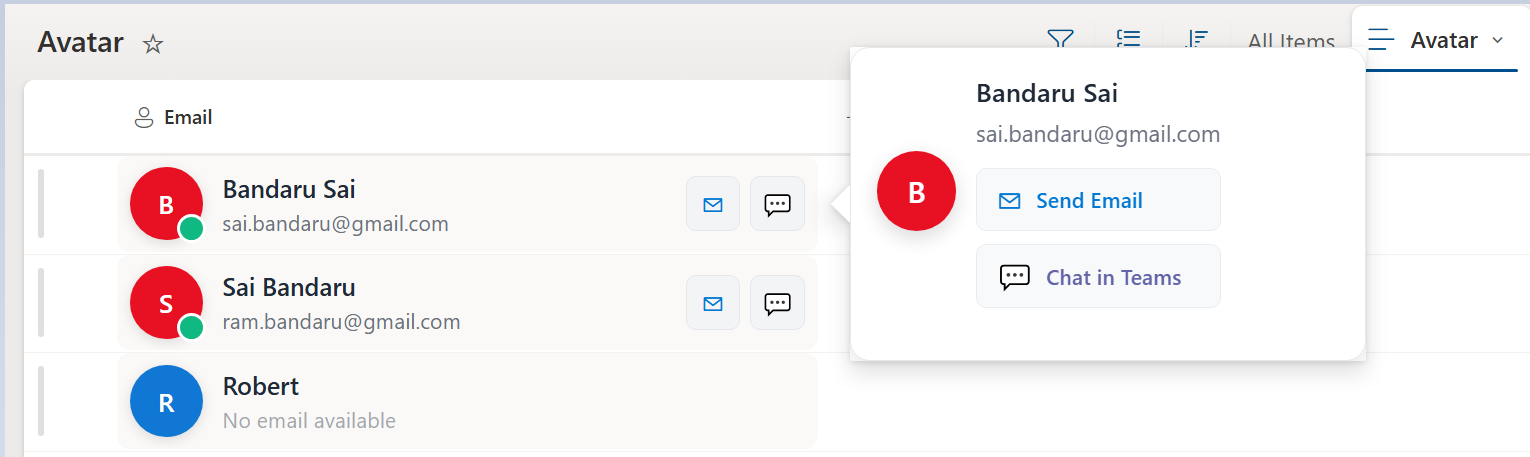 Avatar
All Items
Avatar
Email
B
Bandaru Sai
sai.bandaru@gmail.com
S
Sai Bandaru
ram.bandaru@gmail.com
R
Robert
No email available
B
Bandaru Sai
sai.bandaru@gmail.com
Send Email
Chat in Teams